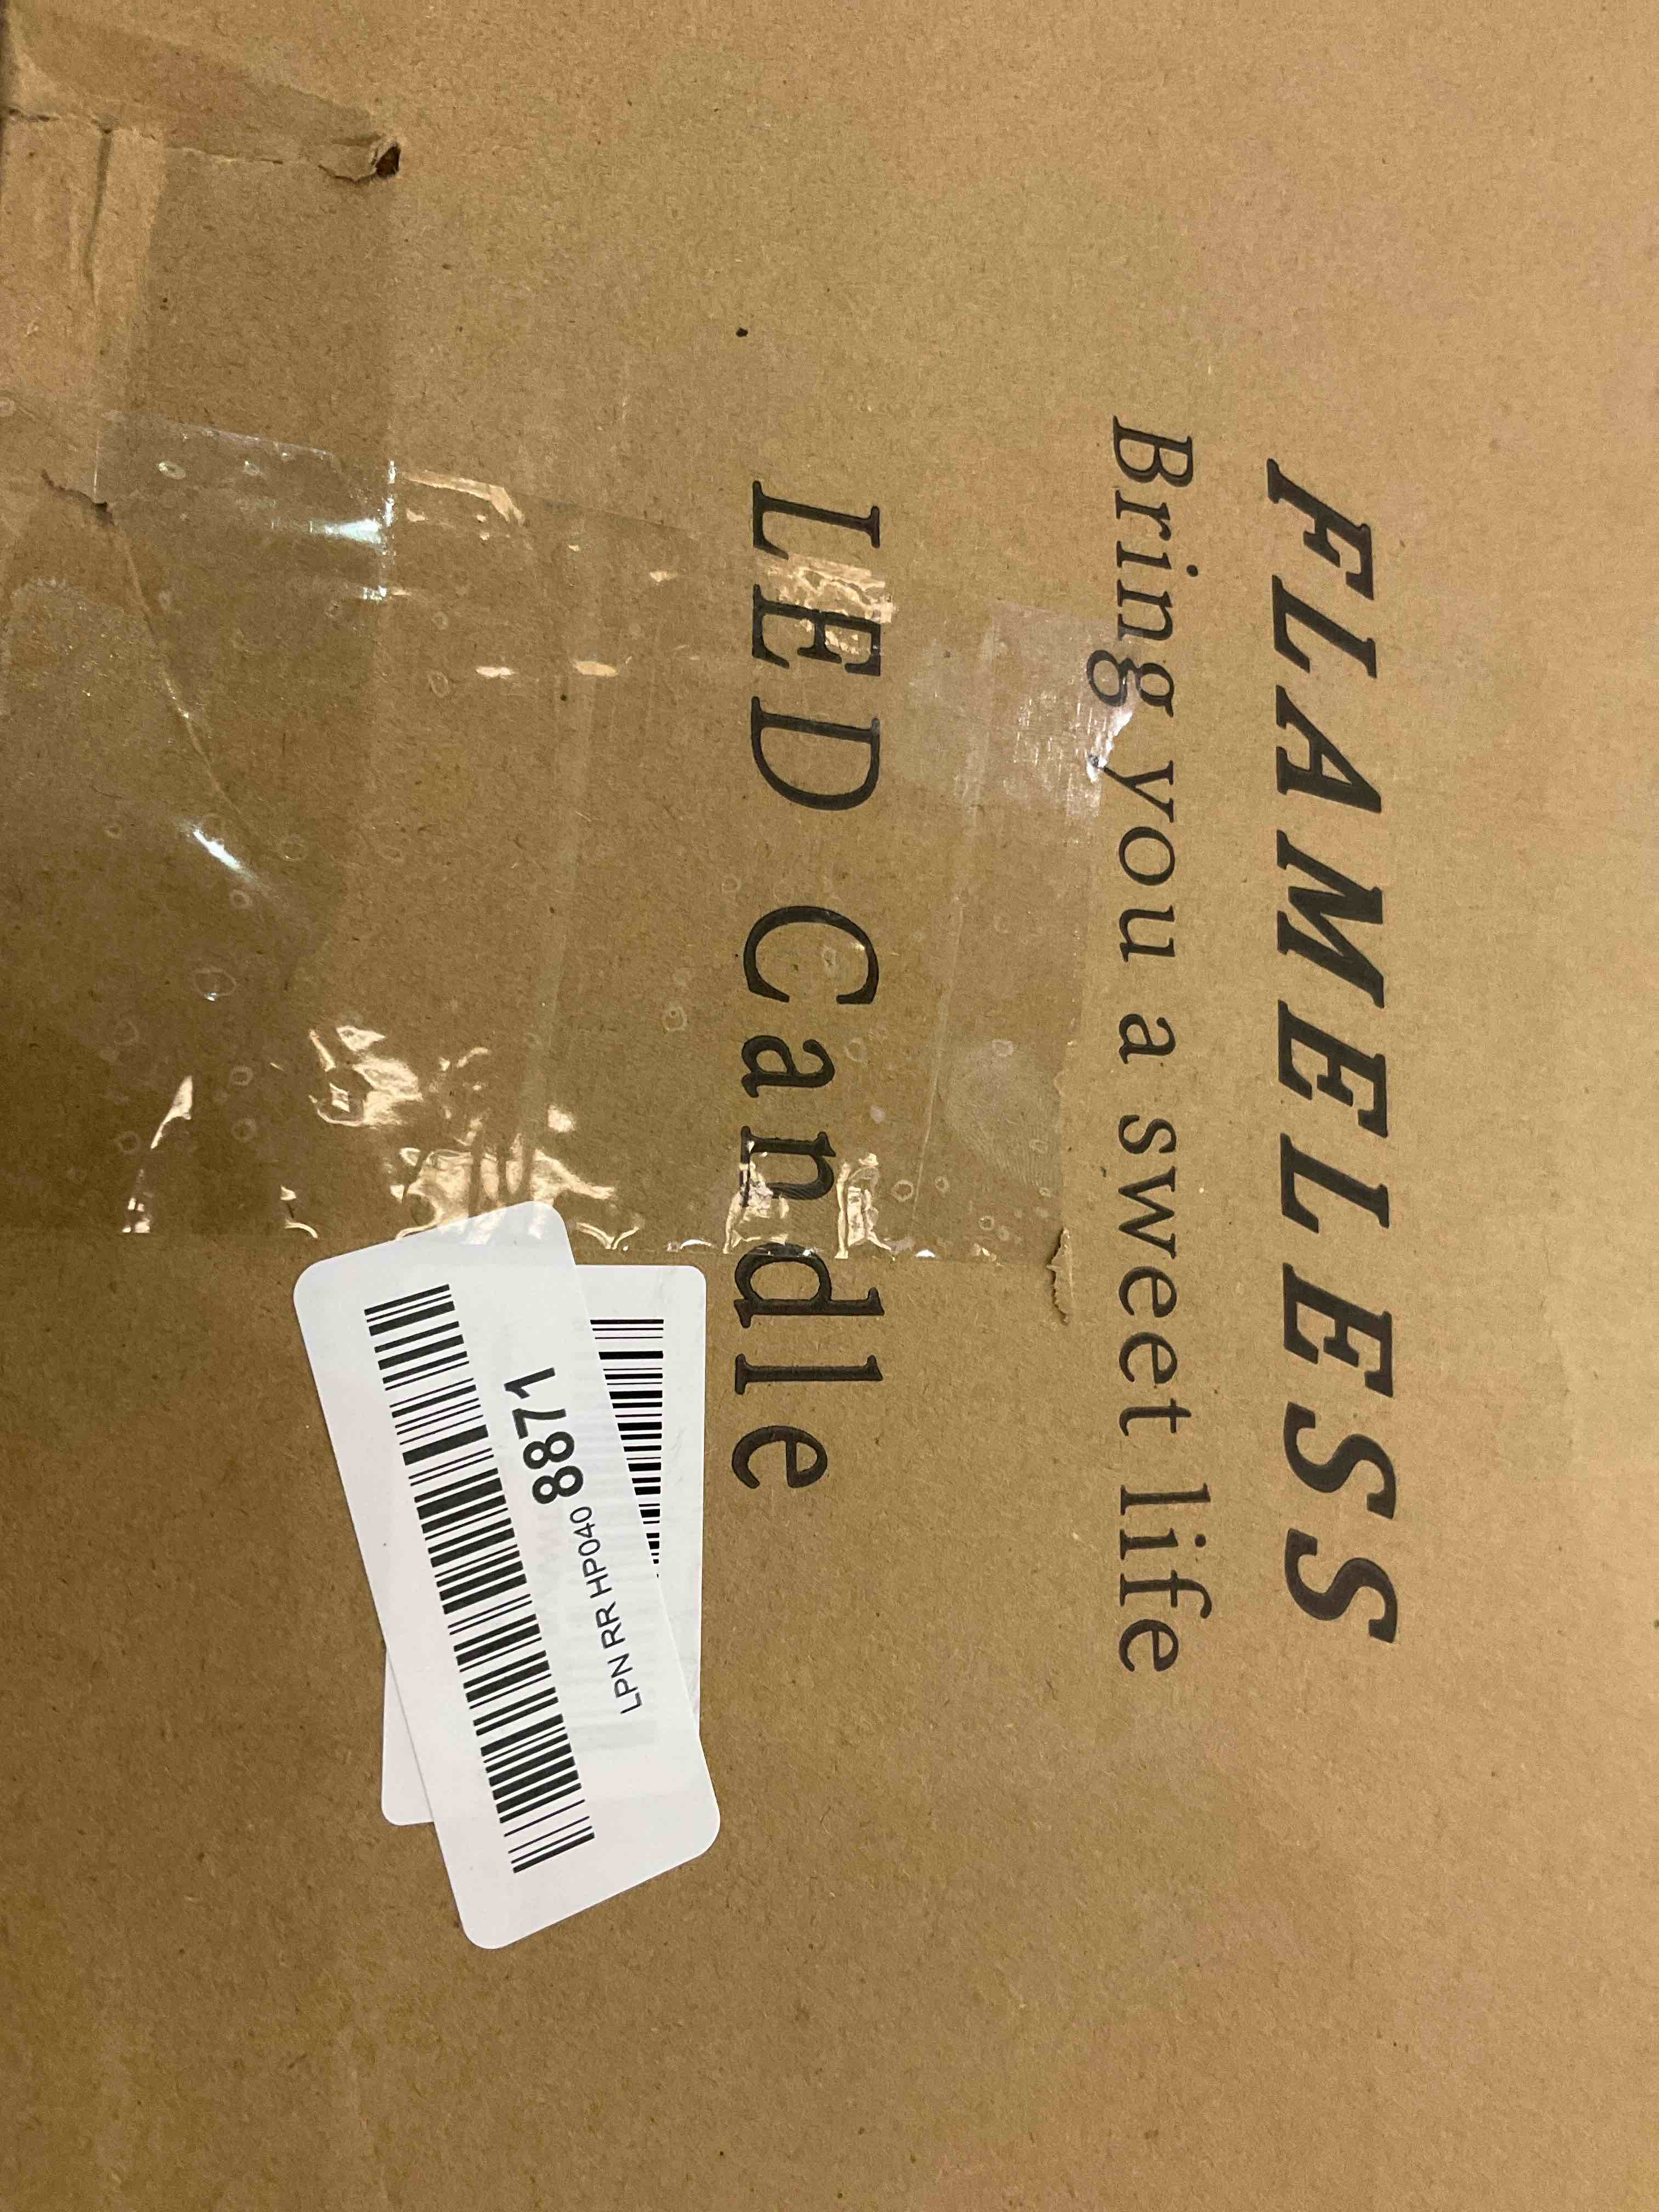 FLAMELESS
Bring you a sweet life
LED Candle
LPN RR HP040 8871